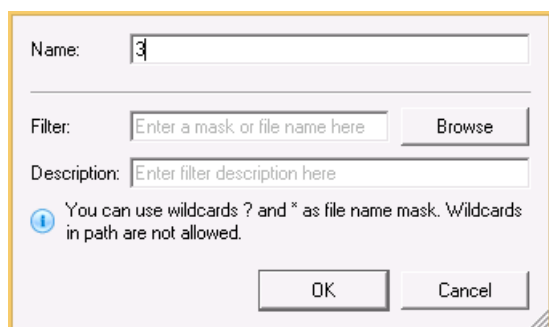 Name: 3
Filter: Enter a mask or file name here Browse
Description: Enter filter description here
You can use wildcards ? and * as file name mask. Wildcards
in path are not allowed.
OK Cancel